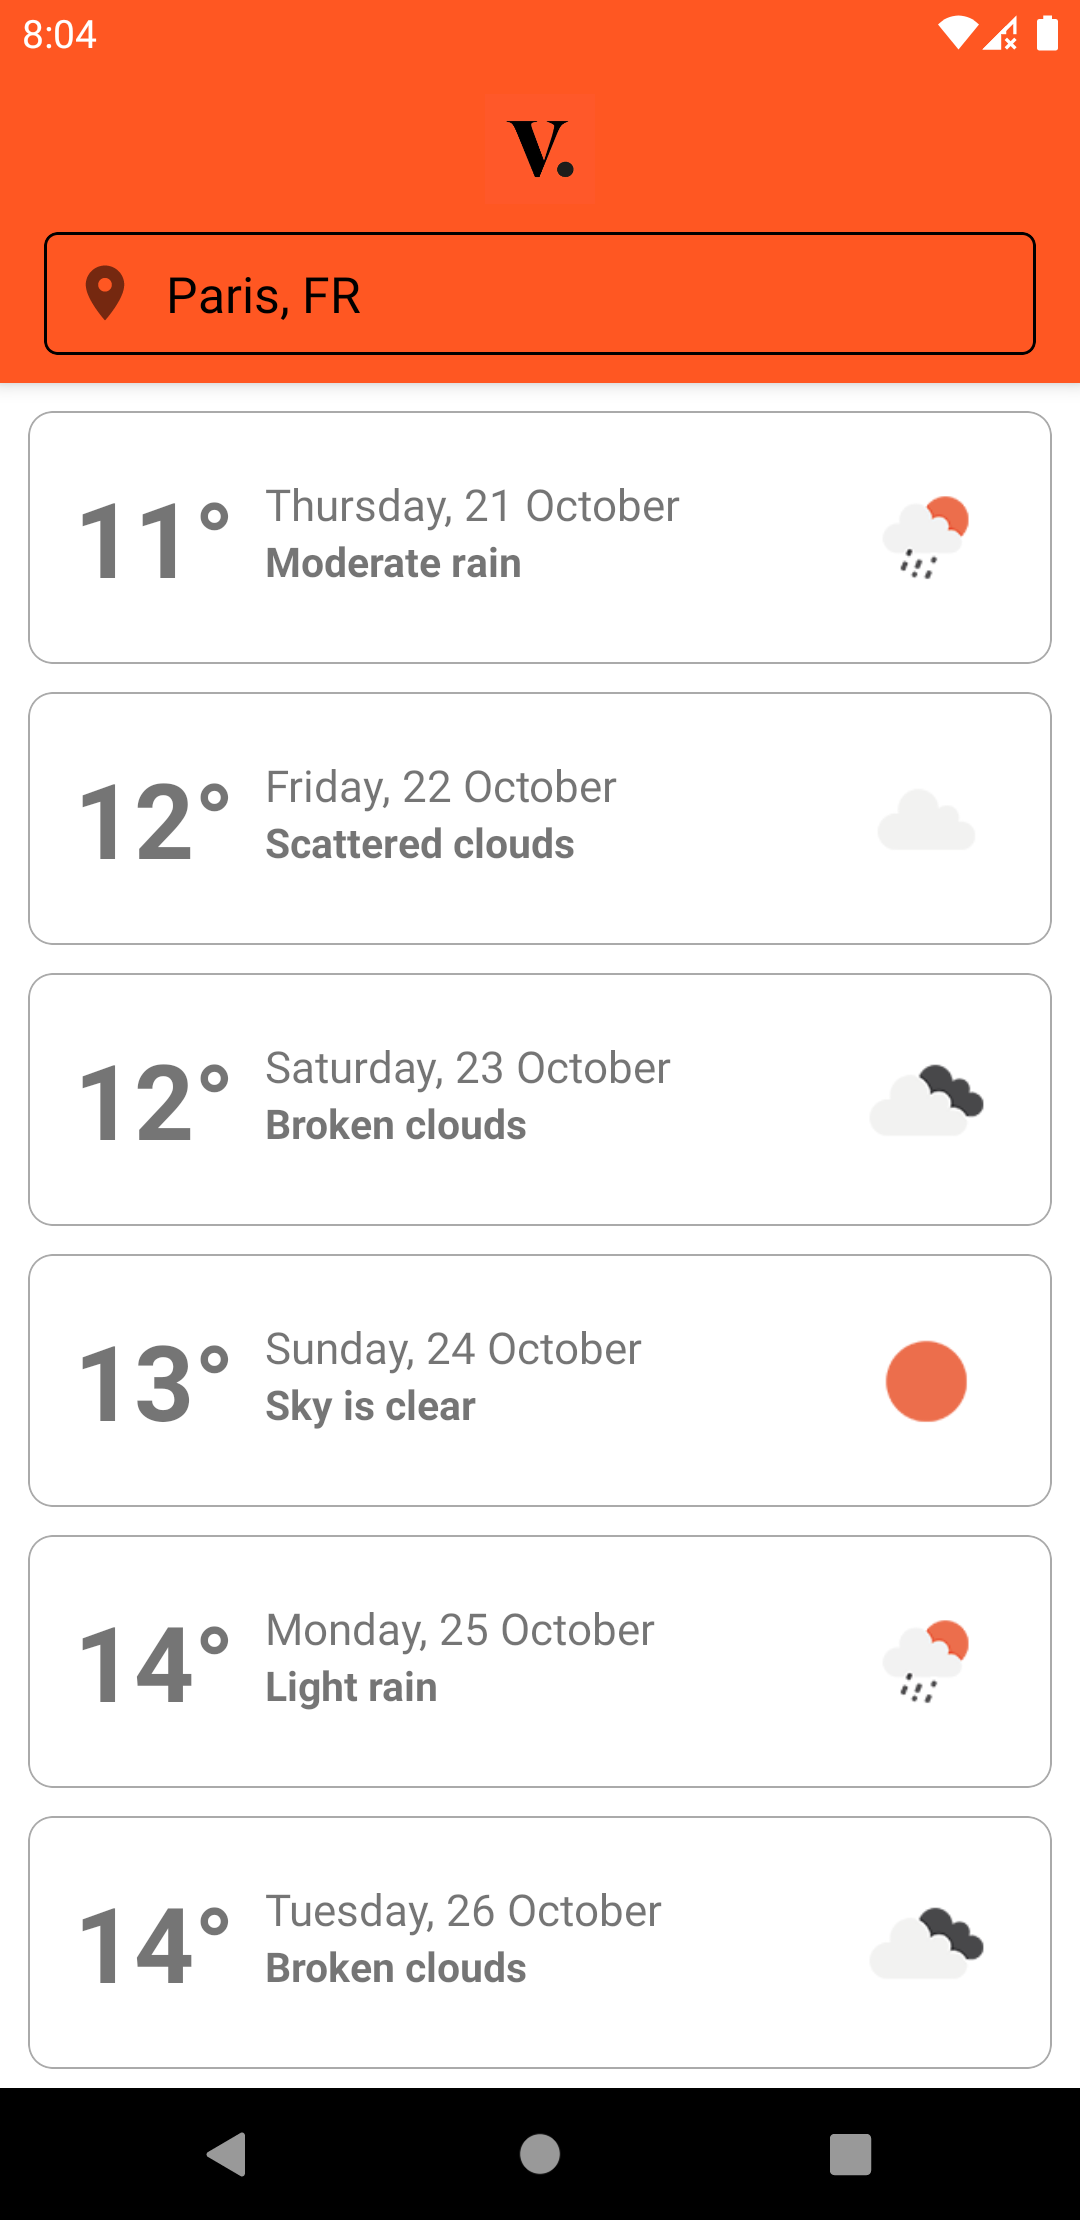 8:04
V.
Paris, FR
11°
Thursday, 21 October
Moderate rain
12°
Friday, 22 October
Scattered clouds
12°
Saturday, 23 October
Broken clouds
13°
Sunday, 24 October
Sky is clear
14°
Monday, 25 October
Light rain
14°
Tuesday, 26 October
Broken clouds